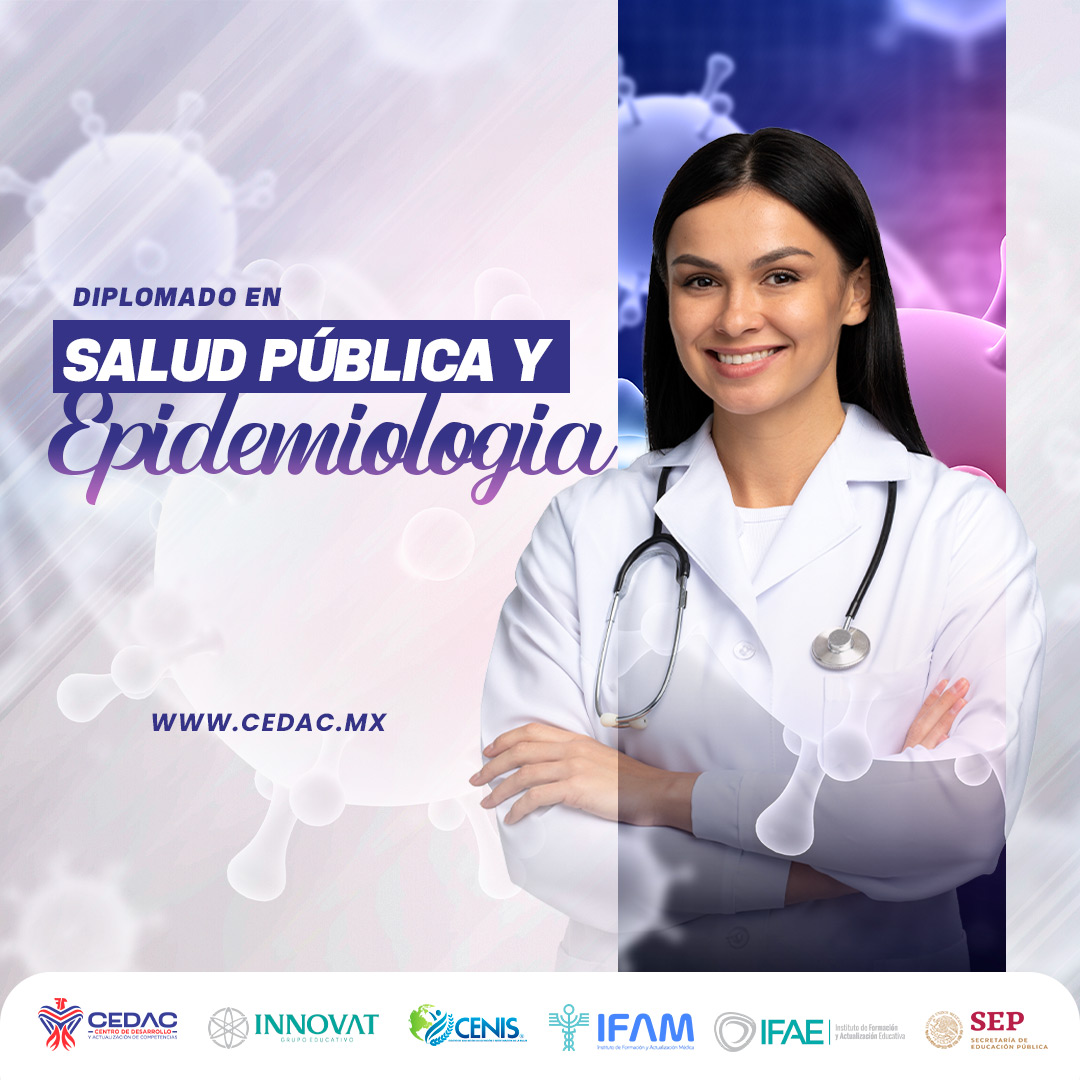 DIPLOMADO EN
SALUD PÚBLICA Y
Epidemiologia
WWW.CEDAC.MX
CEDAC
CENTRO DE DESARROLLO
Y ACTUALIZACIÓN DE COMPETENCIAS
INNOVAT
GRUPO EDUCATIVO
CENIS
IFAM
Instituto de Formación y Actualización Médica
IFAE
Instituto de Formación
y Actualización Educativa
SEP
SECRETARÍA DE
EDUCACIÓN PÚBLICA